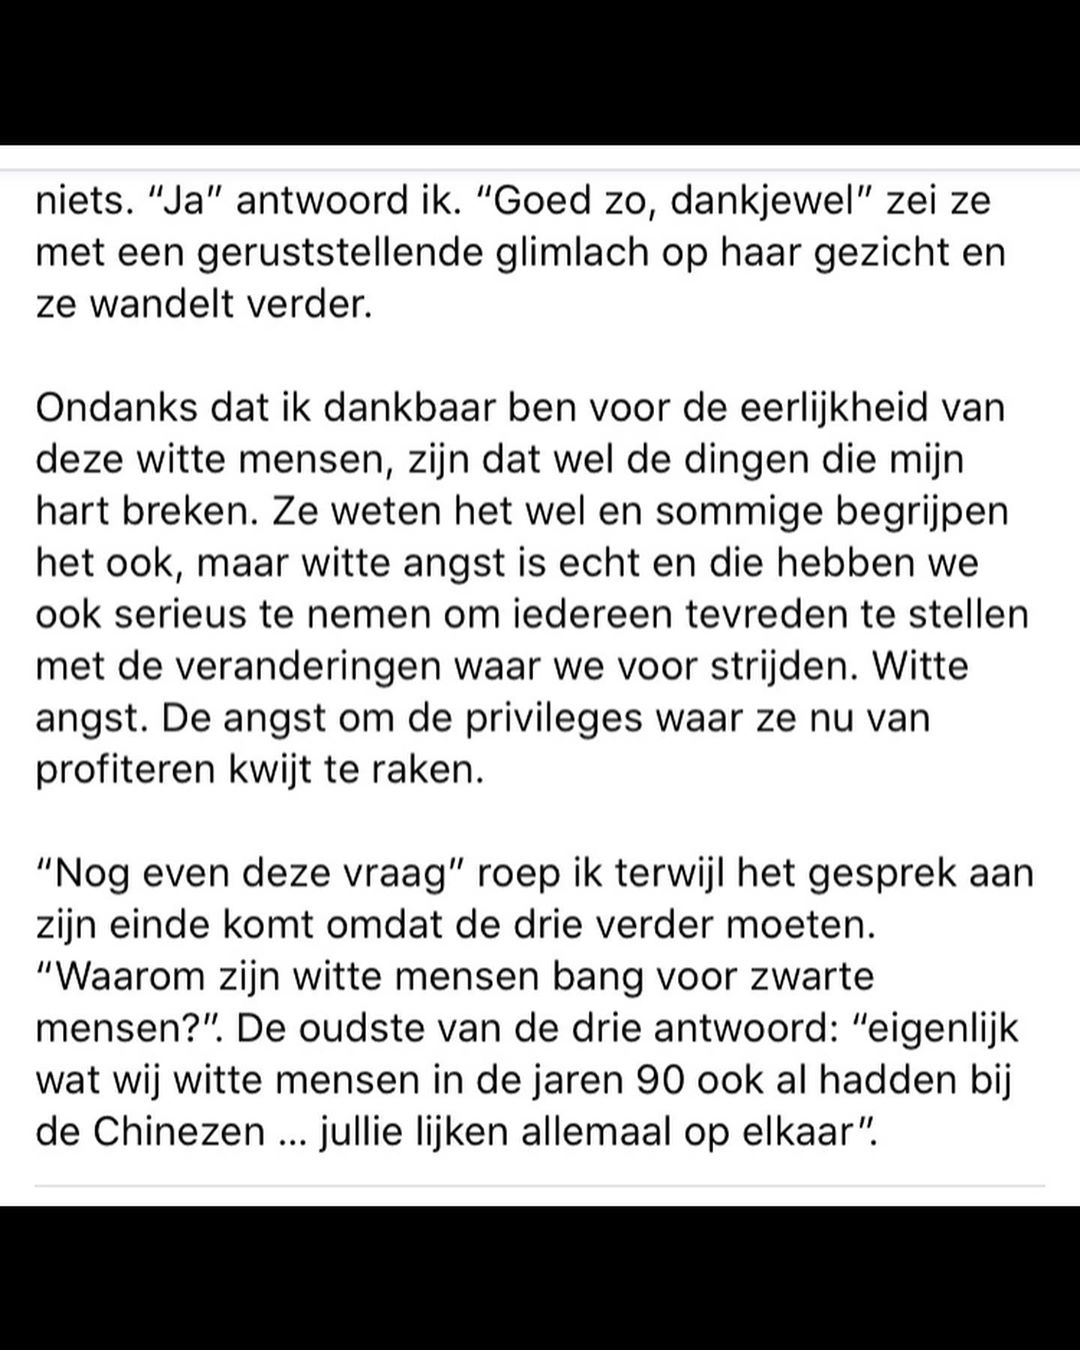 niets. “Ja” antwoord ik. “Goed zo, dankjewel” zei ze
met een geruststellende glimlach op haar gezicht en
ze wandelt verder.
Ondanks dat ik dankbaar ben voor de eerlijkheid van
deze witte mensen, zijn dat wel de dingen die mijn
hart breken. Ze weten het wel en sommige begrijpen
het ook, maar witte angst is echt en die hebben we
ook serieus te nemen om iedereen tevreden te stellen
met de veranderingen waar we voor strijden. Witte
angst. De angst om de privileges waar ze nu van
profiteren kwijt te raken.
“Nog even deze vraag” roep ik terwijl het gesprek aan
zijn einde komt omdat de drie verder moeten.
“Waarom zijn witte mensen bang voor zwarte
mensen?”. De oudste van de drie antwoord: “eigenlijk
wat wij witte mensen in de jaren 90 ook al hadden bij
de Chinezen ... jullie lijken allemaal op elkaar”.